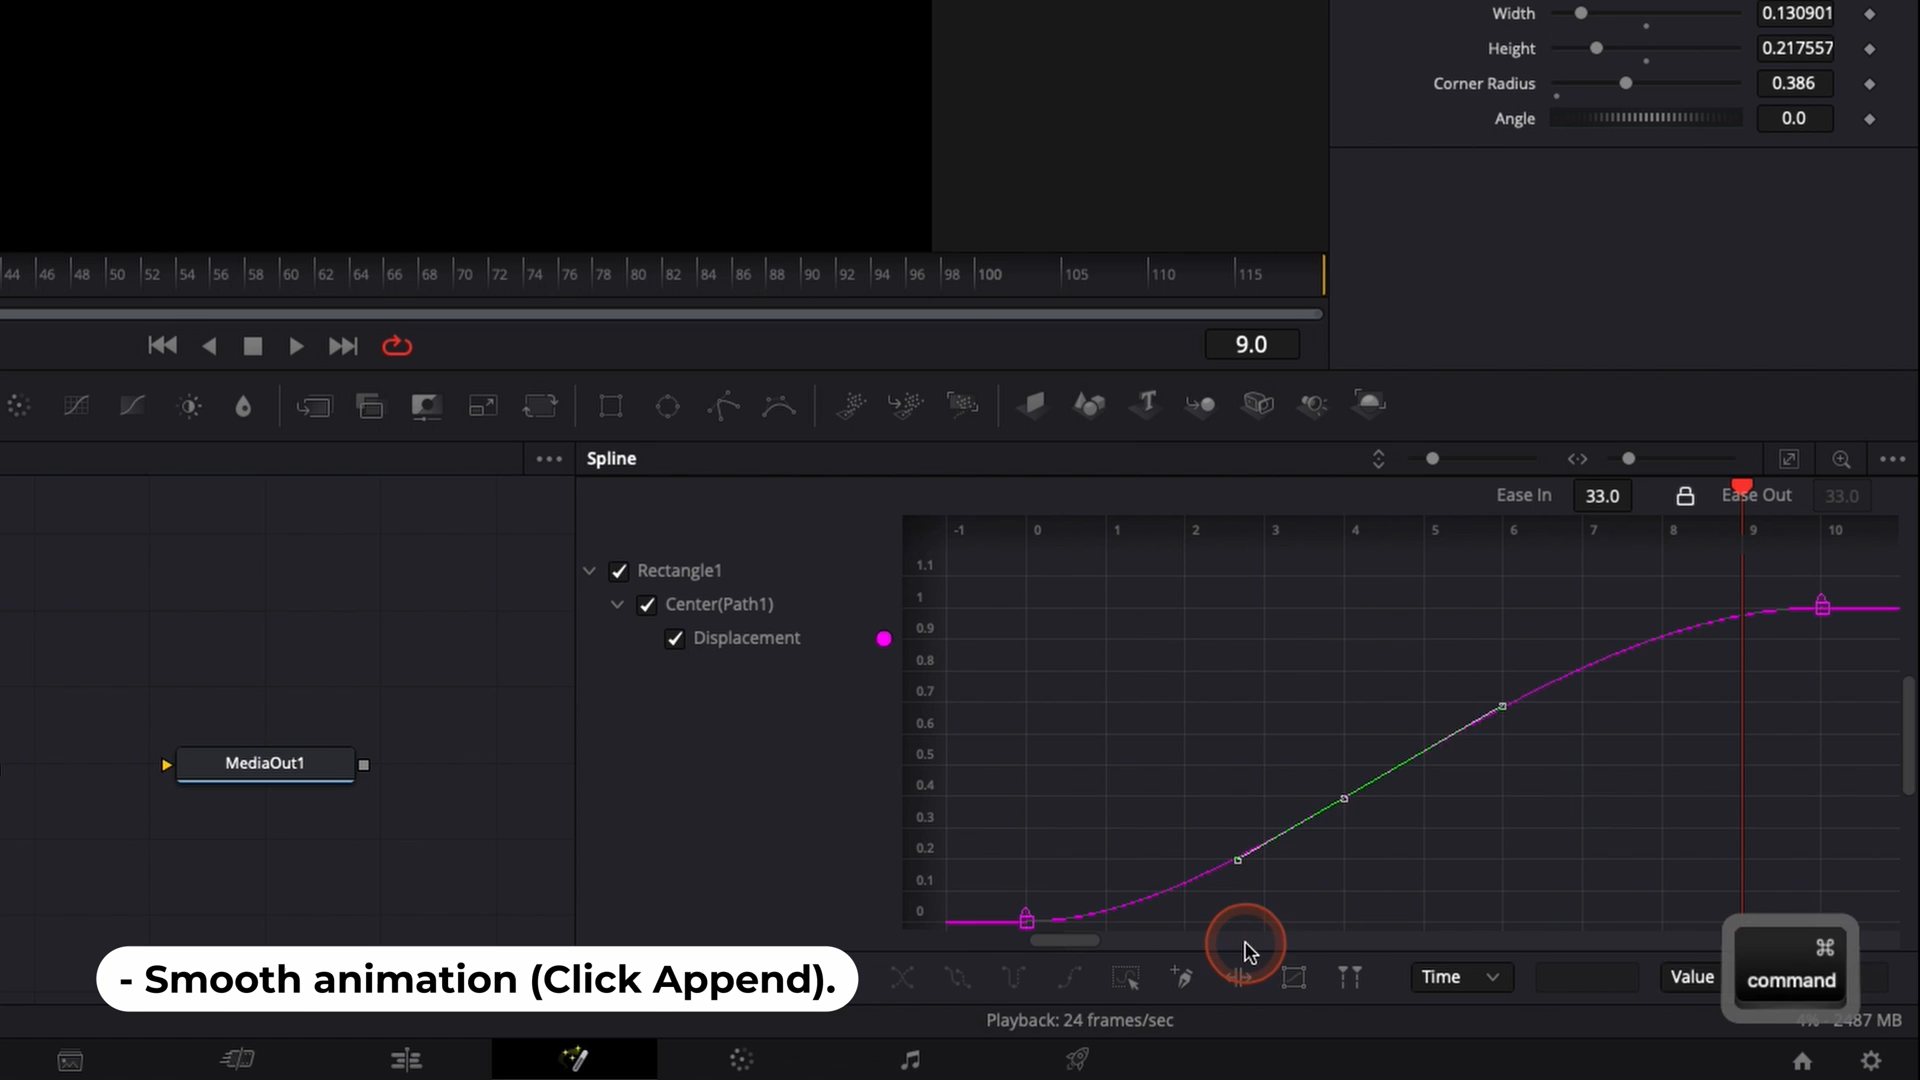 Width 0.130901
Height 0.217557
Corner Radius 0.386
Angle 0.0
44 46 48 50 52 54 56 58 60 62 64 66 68 70 72 74 76 78 80 82 84 86 88 90 92 94 96 98 100 105 110 115
9.0
Spline
Ease In 33.0 Ease Out 33.0
-1 0 1 2 3 4 5 6 7 8 9 10
Rectangle1
Center(Path1)
Displacement
1.1
1
0.9
0.8
0.7
0.6
0.5
0.4
0.3
0.2
0.1
0
MediaOut1
- Smooth animation (Click Append).
Time
Value
⌘
command
Playback: 24 frames/sec
4% - 2487 MB